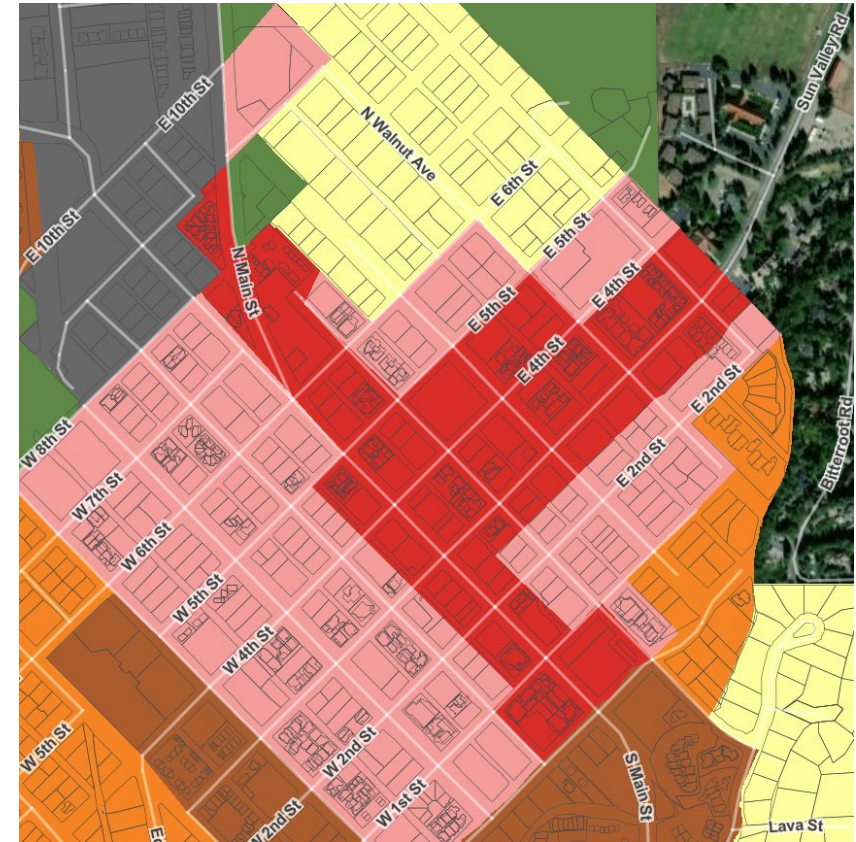 Sun Valley Rd
E 10th St
N Walnut Ave
E 6th St
E 10th St
E 5th St
N Main St
E 4th St
E 5th St
E 4th St
E 2nd St
W 8th St
E 2nd St
Bitterroot Rd
W 7th St
W 6th St
W 5th St
W 4th St
W 5th St
W 2nd St
S Main St
W 1st St
W 2nd St
Lava St